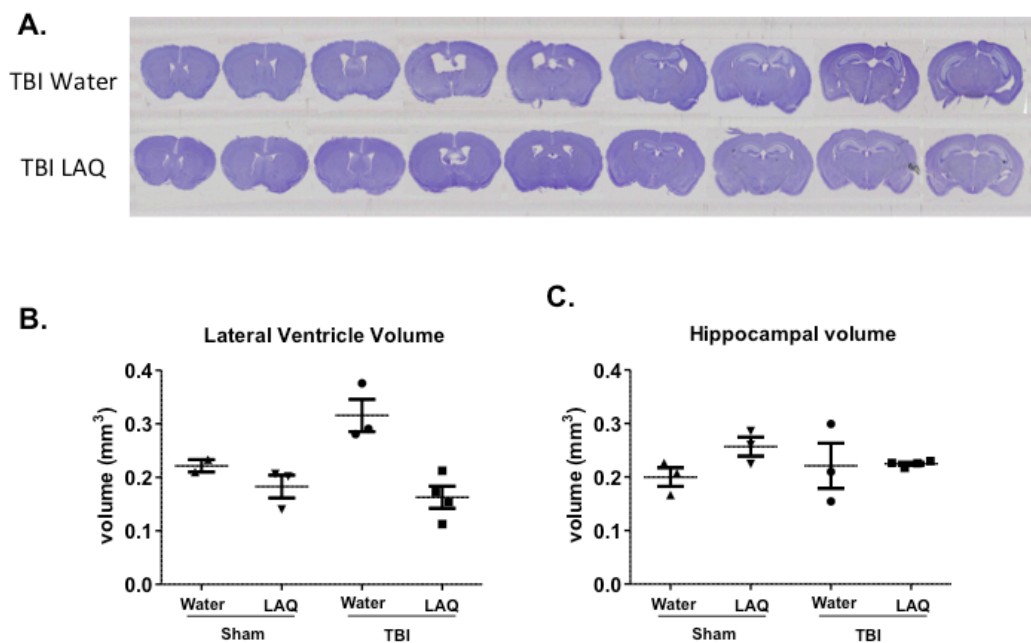 A.
TBI Water
TBI LAQ
B.
Lateral Ventricle Volume
volume (mm³)
0.4
0.3
0.2
0.1
0.0
Water LAQ Water LAQ
Sham TBI
C.
Hippocampal volume
volume (mm³)
0.4
0.3
0.2
0.1
0.0
Water LAQ Water LAQ
Sham TBI